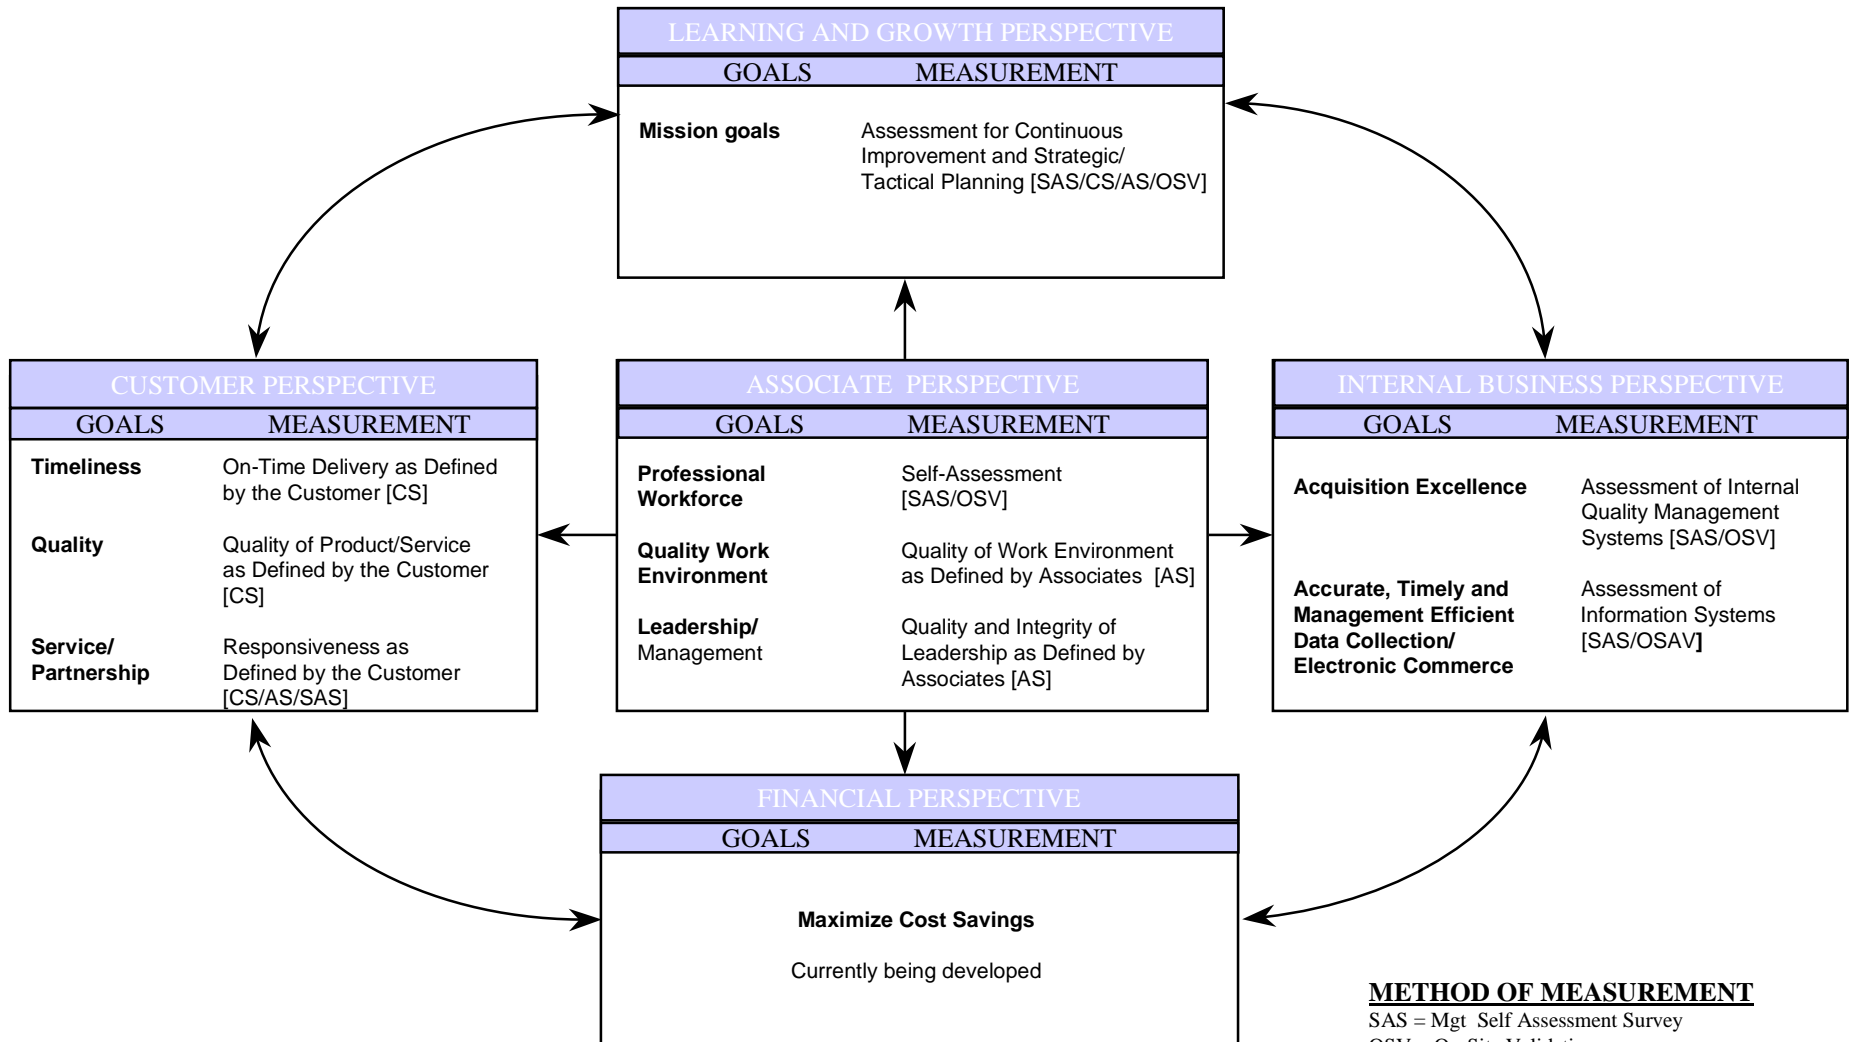 LEARNING AND GROWTH PERSPECTIVE
GOALS MEASUREMENT
Mission goals
Assessment for Continuous
Improvement and Strategic/
Tactical Planning [SAS/CS/AS/OSV]
CUSTOMER PERSPECTIVE
GOALS MEASUREMENT
Timeliness
On-Time Delivery as Defined
by the Customer [CS]
Quality
Quality of Product/Service
as Defined by the Customer
[CS]
Service/
Partnership
Responsiveness as
Defined by the Customer
[CS/AS/SAS]
ASSOCIATE PERSPECTIVE
GOALS MEASUREMENT
Professional
Workforce
Self-Assessment
[SAS/OSV]
Quality Work
Environment
Quality of Work Environment
as Defined by Associates [AS]
Leadership/
Management
Quality and Integrity of
Leadership as Defined by
Associates [AS]
INTERNAL BUSINESS PERSPECTIVE
GOALS MEASUREMENT
Acquisition Excellence
Assessment of Internal
Quality Management
Systems [SAS/OSV]
Accurate, Timely and
Management Efficient
Data Collection/
Electronic Commerce
Assessment of
Information Systems
[SAS/OSAV]
FINANCIAL PERSPECTIVE
GOALS MEASUREMENT
Maximize Cost Savings
Currently being developed
METHOD OF MEASUREMENT
SAS = Mgt Self Assessment Survey